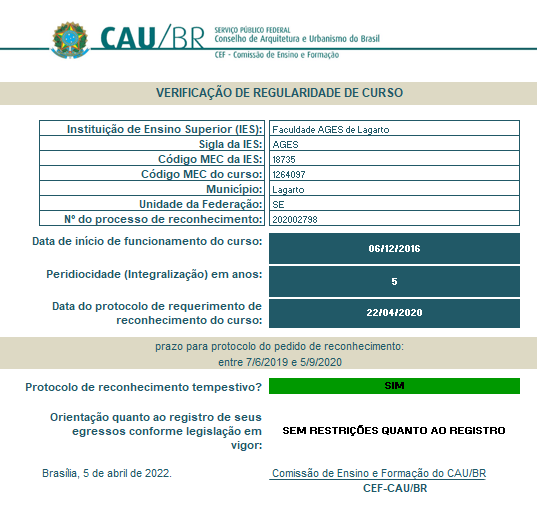 CAU/BR
SERVIÇO PÚBLICO FEDERAL
Conselho de Arquitetura e Urbanismo do Brasil
CEF - Comissão de Ensino e Formação
VERIFICAÇÃO DE REGULARIDADE DE CURSO
Instituição de Ensino Superior (IES): Faculdade AGES de Lagarto
Sigla da IES: AGES
Código MEC da IES: 18735
Código MEC do curso: 1264097
Município: Lagarto
Unidade da Federação: SE
Nº do processo de reconhecimento: 202002798
Data de início de funcionamento do curso: 06/12/2016
Peridiocidade (Integralização) em anos: 5
Data do protocolo de requerimento de
reconhecimento do curso: 22/04/2020
prazo para protocolo do pedido de reconhecimento:
entre 7/6/2019 e 5/9/2020
Protocolo de reconhecimento tempestivo? SIM
Orientação quanto ao registro de seus
egressos conforme legislação em
vigor: SEM RESTRIÇÕES QUANTO AO REGISTRO
Brasília, 5 de abril de 2022. Comissão de Ensino e Formação do CAU/BR
CEF-CAU/BR